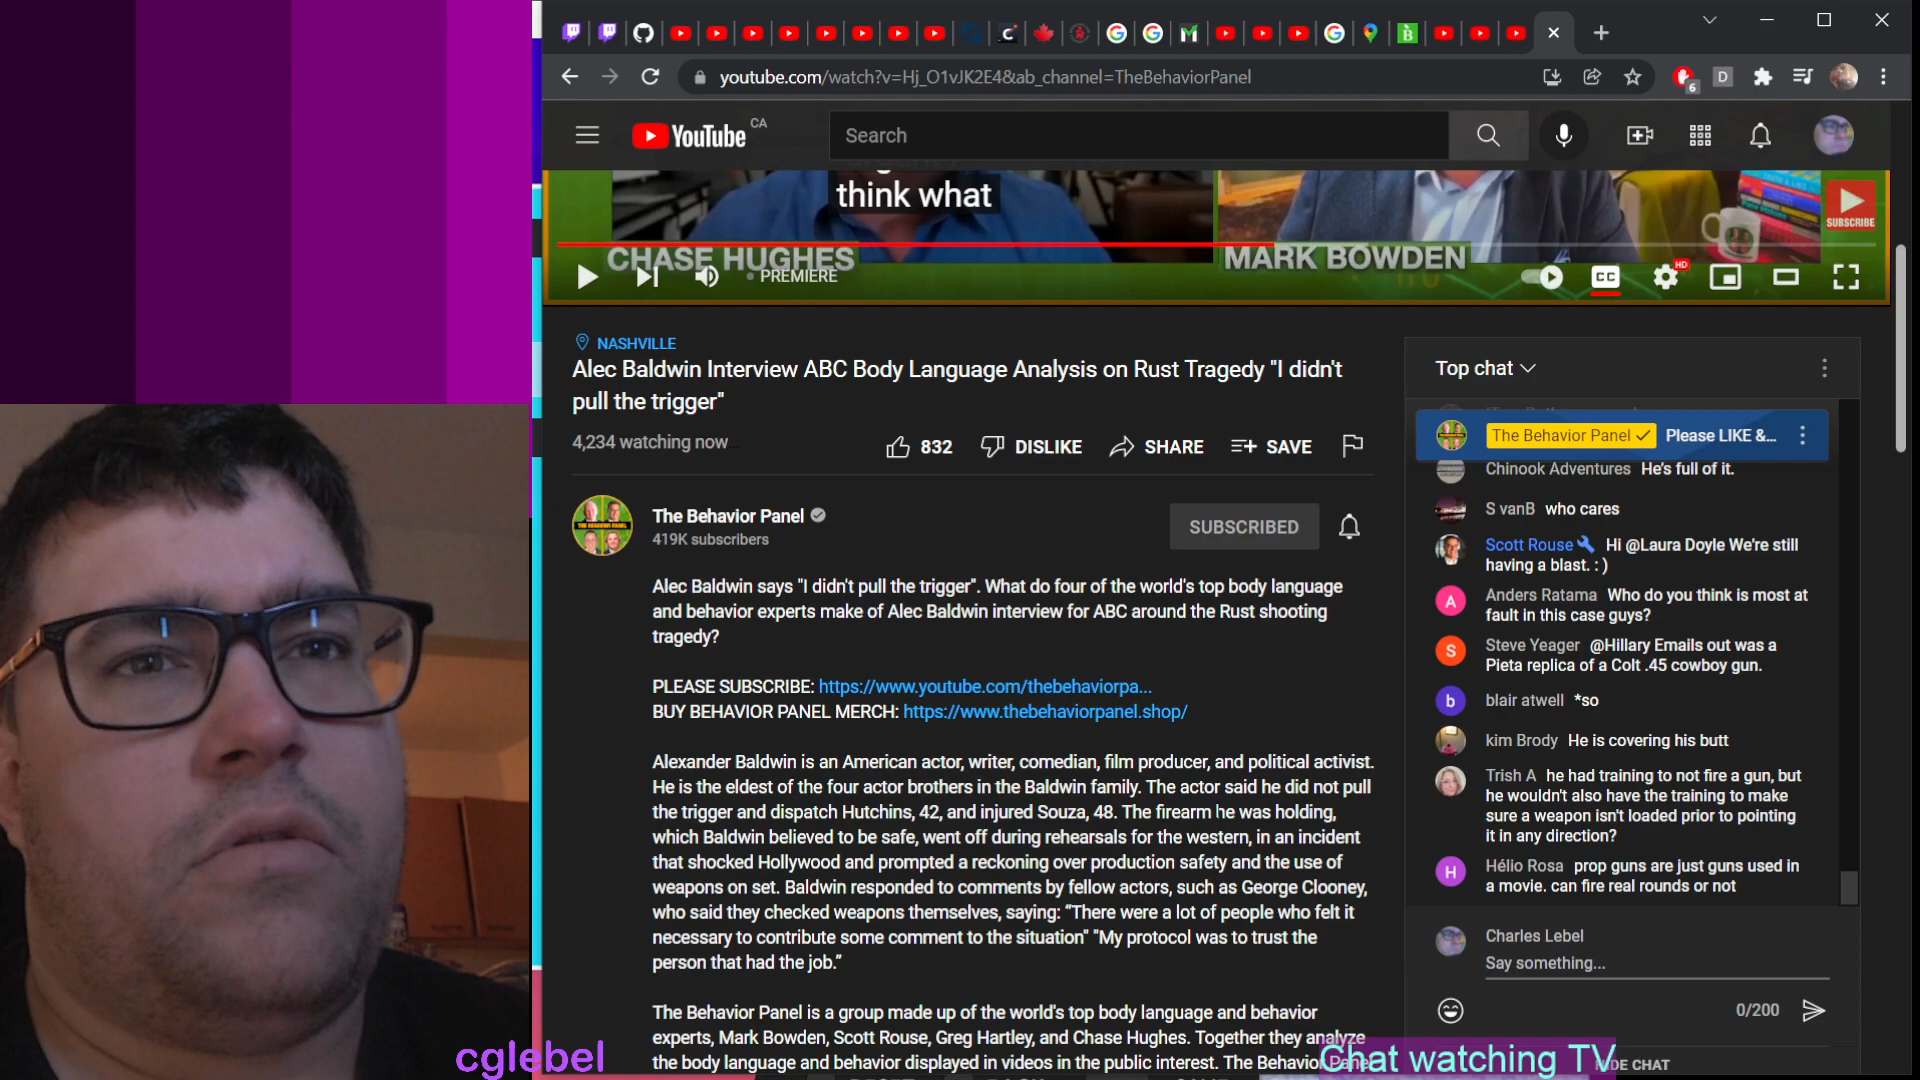 youtube.com/watch?v=Hj_O1vJK2E4&ab_channel=TheBehaviorPanel
6
YouTube CA
Search
think what
SUBSCRIBE
CHASE HUGHES
MARK BOWDEN
PREMIERE
CC
HD
NASHVILLE
Alec Baldwin Interview ABC Body Language Analysis on Rust Tragedy "I didn't
pull the trigger"
4,234 watching now
832
DISLIKE
SHARE
SAVE
The Behavior Panel
419K subscribers
SUBSCRIBED
Alec Baldwin says "I didn't pull the trigger". What do four of the world's top body language
and behavior experts make of Alec Baldwin interview for ABC around the Rust shooting
tragedy?
PLEASE SUBSCRIBE: https://www.youtube.com/thebehaviorpa...
BUY BEHAVIOR PANEL MERCH: https://www.thebehaviorpanel.shop/
Alexander Baldwin is an American actor, writer, comedian, film producer, and political activist.
He is the eldest of the four actor brothers in the Baldwin family. The actor said he did not pull
the trigger and dispatch Hutchins, 42, and injured Souza, 48. The firearm he was holding,
which Baldwin believed to be safe, went off during rehearsals for the western, in an incident
that shocked Hollywood and prompted a reckoning over production safety and the use of
weapons on set. Baldwin responded to comments by fellow actors, such as George Clooney,
who said they checked weapons themselves, saying: “There were a lot of people who felt it
necessary to contribute some comment to the situation" "My protocol was to trust the
person that had the job.”
The Behavior Panel is a group made up of the world's top body language and behavior
experts, Mark Bowden, Scott Rouse, Greg Hartley, and Chase Hughes. Together they analyze
the body language and behavior displayed in videos in the public interest. The Behavior
Top chat
The Behavior Panel Please LIKE &...
Chinook Adventures He's full of it.
S vanB who cares
Scott Rouse Hi @Laura Doyle We're still
having a blast. : )
A
Anders Ratama Who do you think is most at
fault in this case guys?
S
Steve Yeager @Hillary Emails out was a
Pieta replica of a Colt .45 cowboy gun.
b
blair atwell *so
kim Brody He is covering his butt
Trish A he had training to not fire a gun, but
he wouldn't also have the training to make
sure a weapon isn't loaded prior to pointing
it in any direction?
H
Hélio Rosa prop guns are just guns used in
a movie. can fire real rounds or not
Charles Lebel
Say something...
0/200
HIDE CHAT
cglebel
Chat watching TV